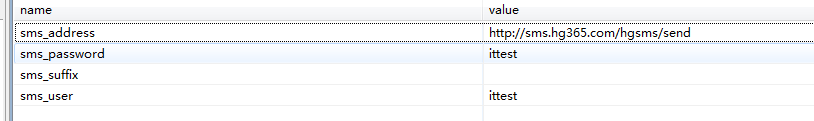 name value
sms_address http://sms.hg365.com/hgsms/send
sms_password ittest
sms_suffix
sms_user ittest